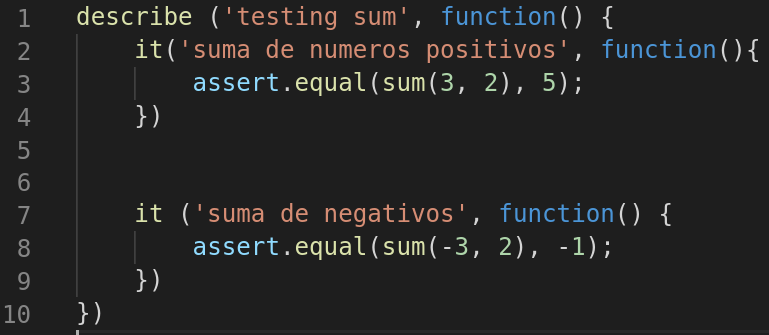 1 describe ('testing sum', function() {
2     it('suma de numeros positivos', function(){
3         assert.equal(sum(3, 2), 5);
4     })
5
6
7     it ('suma de negativos', function() {
8         assert.equal(sum(-3, 2), -1);
9     })
10 })